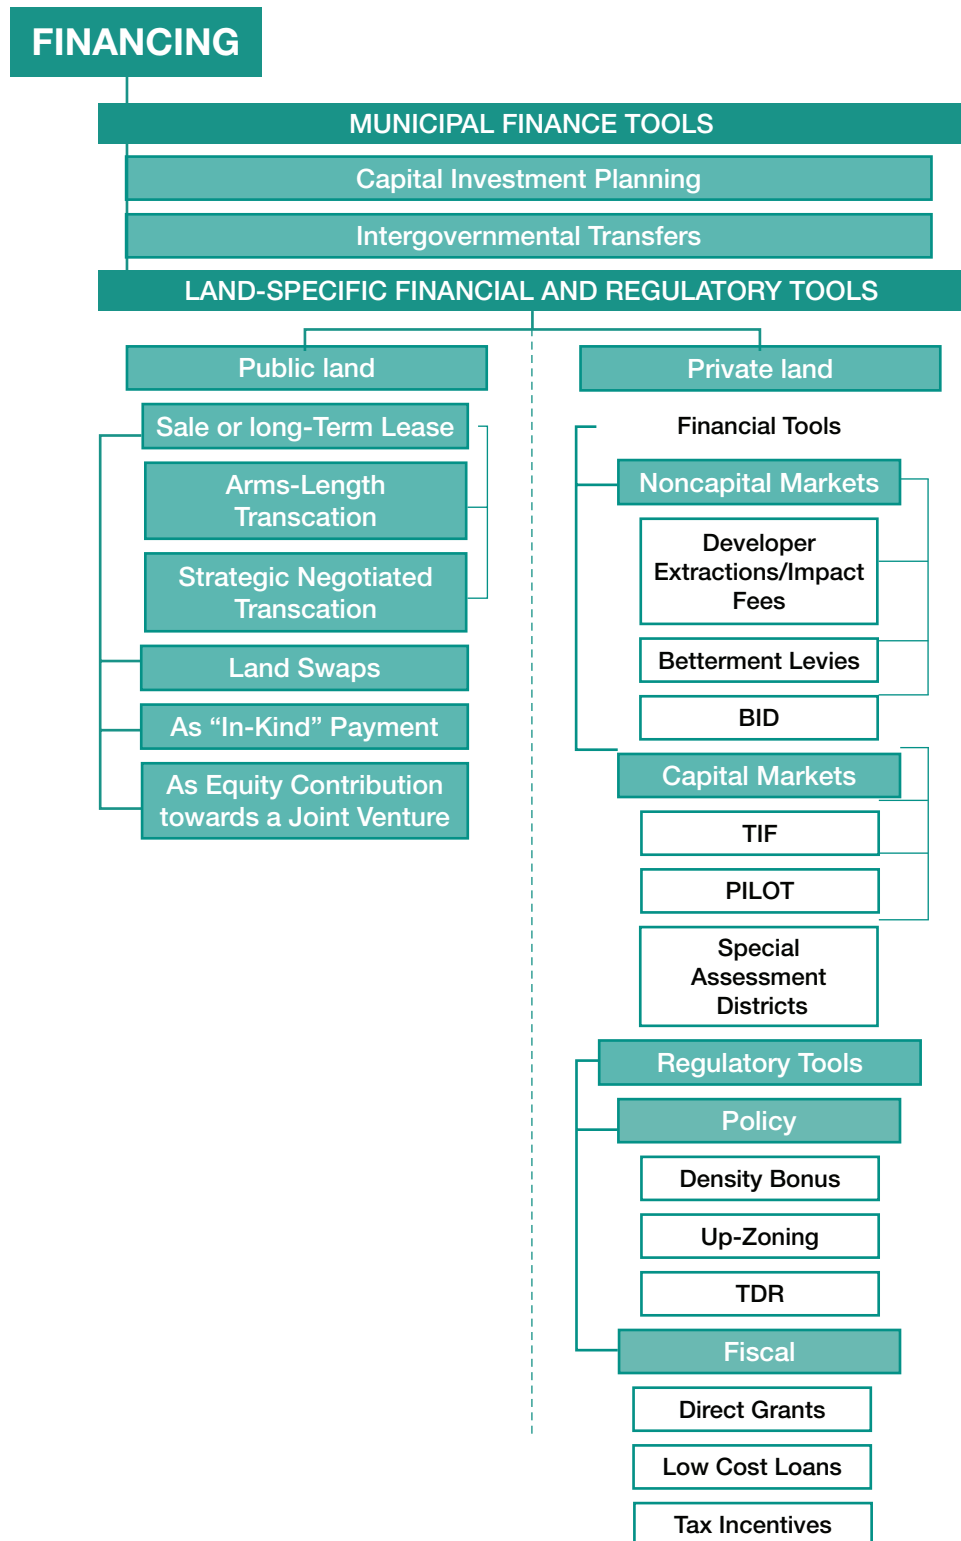 FINANCING
MUNICIPAL FINANCE TOOLS
Capital Investment Planning
Intergovernmental Transfers
LAND-SPECIFIC FINANCIAL AND REGULATORY TOOLS
Public land
Sale or long-Term Lease
Arms-Length
Transcation
Strategic Negotiated
Transcation
Land Swaps
As “In-Kind” Payment
As Equity Contribution
towards a Joint Venture
Private land
Financial Tools
Noncapital Markets
Developer
Extractions/Impact
Fees
Betterment Levies
BID
Capital Markets
TIF
PILOT
Special
Assessment
Districts
Regulatory Tools
Policy
Density Bonus
Up-Zoning
TDR
Fiscal
Direct Grants
Low Cost Loans
Tax Incentives